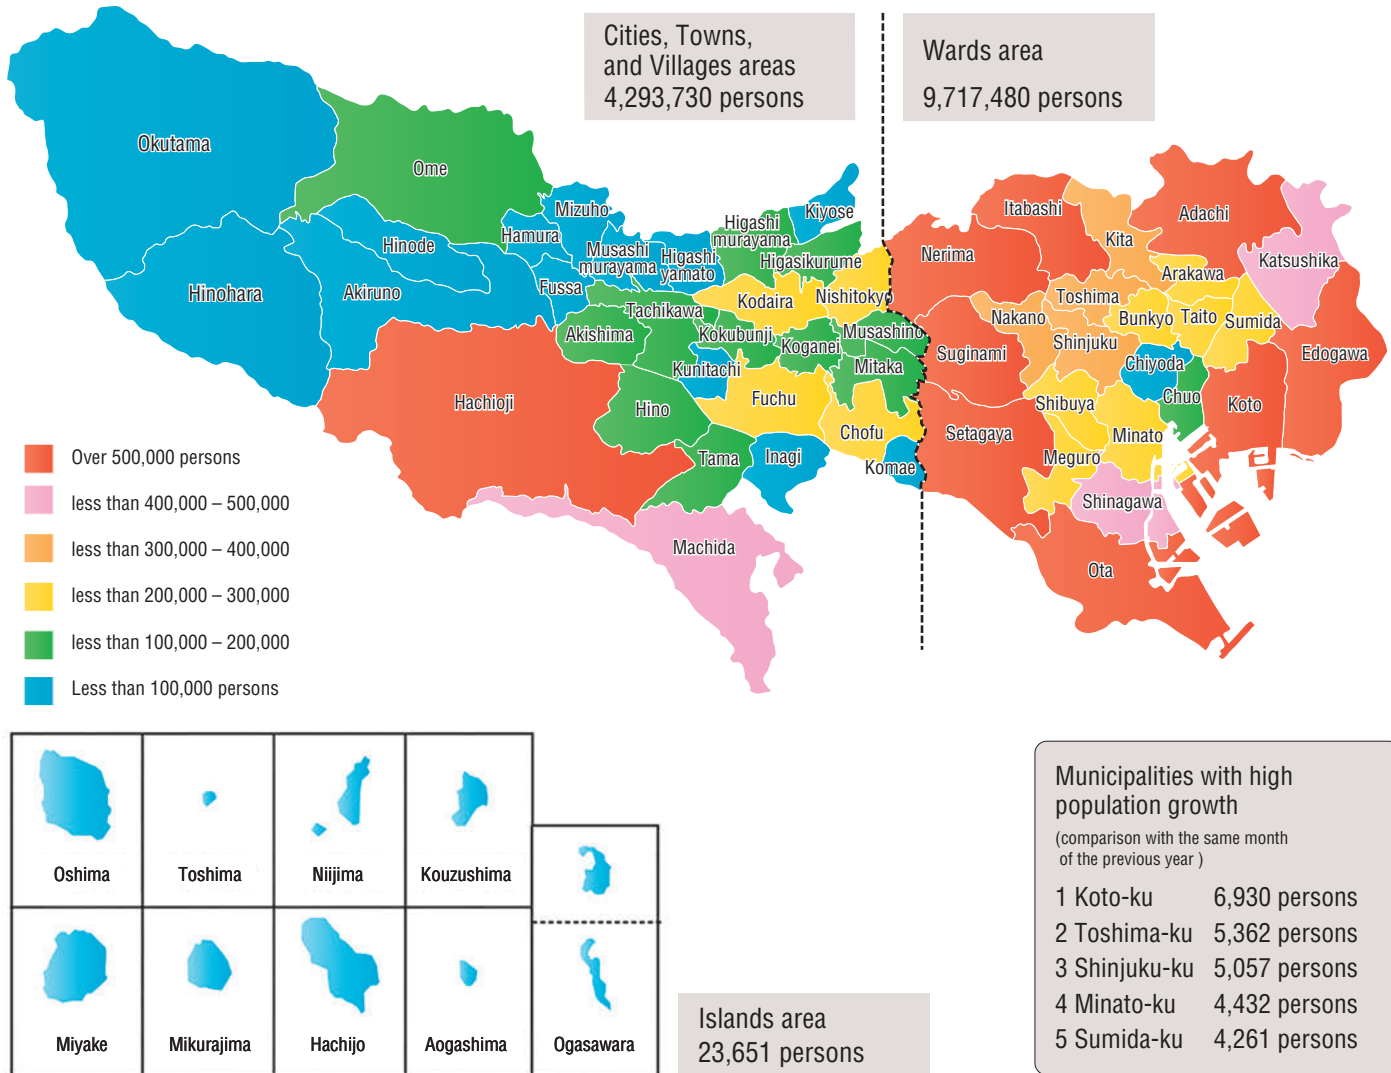 Cities, Towns,
and Villages areas
4,293,730 persons
Wards area
9,717,480 persons
Okutama
Ome
Mizuho
Hamura
Hinode
Musashi
murayama
Higashi
yamato
Higashi
murayama
Kiyose
Higasikurume
Hinohara
Akiruno
Fussa
Tachikawa
Kodaira
Nishitokyo
Akishima
Kokubunji
Koganei
Musashino
Kunitachi
Mitaka
Hachioji
Hino
Fuchu
Chofu
Tama
Inagi
Komae
Machida
Itabashi
Adachi
Kita
Nerima
Katsushika
Arakawa
Toshima
Nakano
Bunkyo
Taito
Sumida
Suginami
Shinjuku
Chiyoda
Edogawa
Chuo
Koto
Shibuya
Setagaya
Minato
Meguro
Shinagawa
Ota
Over 500,000 persons
less than 400,000 – 500,000
less than 300,000 – 400,000
less than 200,000 – 300,000
less than 100,000 – 200,000
Less than 100,000 persons
Oshima
Toshima
Niijima
Kouzushima
Miyake
Mikurajima
Hachijo
Aogashima
Ogasawara
Islands area
23,651 persons
Municipalities with high
population growth
(comparison with the same month
of the previous year )
1 Koto-ku 6,930 persons
2 Toshima-ku 5,362 persons
3 Shinjuku-ku 5,057 persons
4 Minato-ku 4,432 persons
5 Sumida-ku 4,261 persons